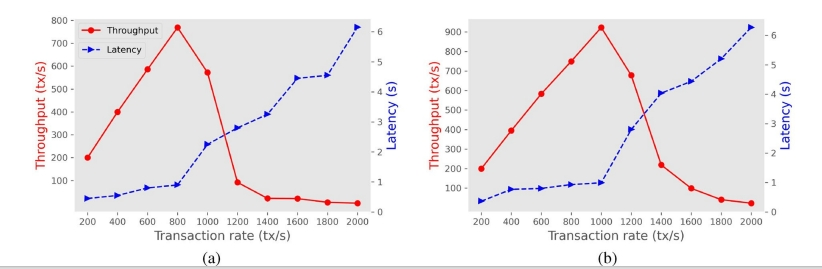 800
700
600
500
400
300
200
100
Throughput (tx/s)
Throughput
Latency
6
5
4
3
2
1
0
Latency (s)
200 400 600 800 1000 1200 1400 1600 1800 2000
Transaction rate (tx/s)
(a)
900
800
700
600
500
400
300
200
100
Throughput (tx/s)
6
5
4
3
2
1
0
Latency (s)
200 400 600 800 1000 1200 1400 1600 1800 2000
Transaction rate (tx/s)
(b)